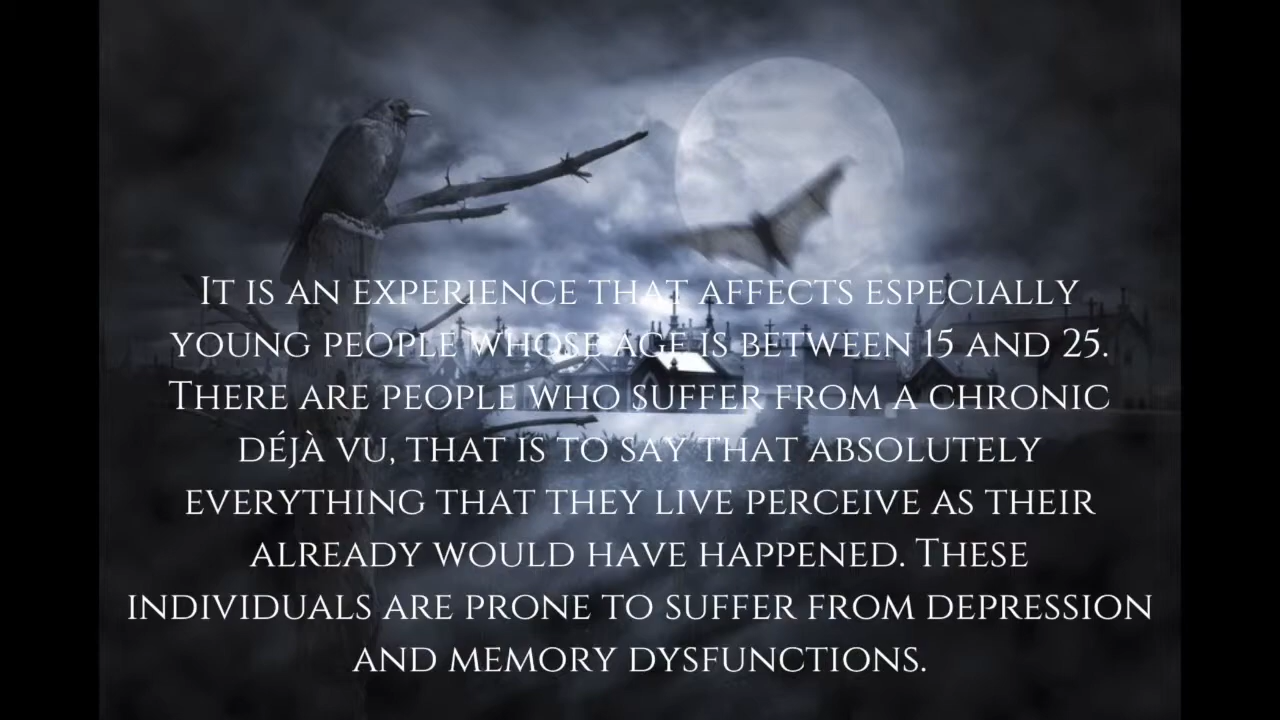 It is an experience that affects especially
young people whose age is between 15 and 25.
There are people who suffer from a chronic
déjà vu, that is to say that absolutely
everything that they live perceive as their
already would have happened. These
individuals are prone to suffer from depression
and memory dysfunctions.